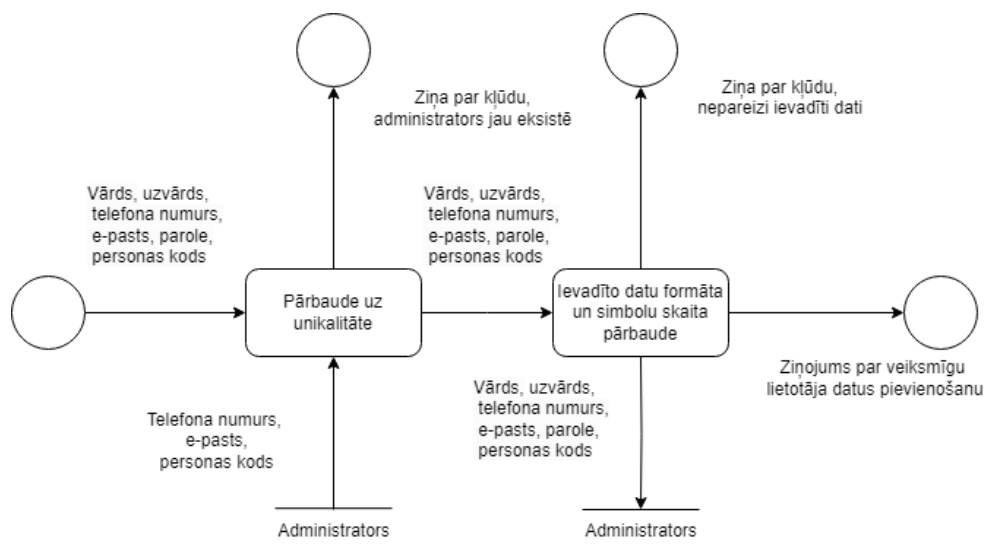 Ziņa par kļūdu,
administrators jau eksistē
Ziņa par kļūdu,
nepareizi ievadīti dati
Vārds, uzvārds,
telefona numurs,
e-pasts, parole,
personas kods
Vārds, uzvārds,
telefona numurs,
e-pasts, parole,
personas kods
Pārbaude uz
unikalitāte
Ievadīto datu formāta
un simbolu skaita
pārbaude
Ziņojums par veiksmīgu
lietotāja datus pievienošanu
Telefona numurs,
e-pasts,
personas kods
Vārds, uzvārds,
telefona numurs,
e-pasts, parole,
personas kods
Administrators
Administrators